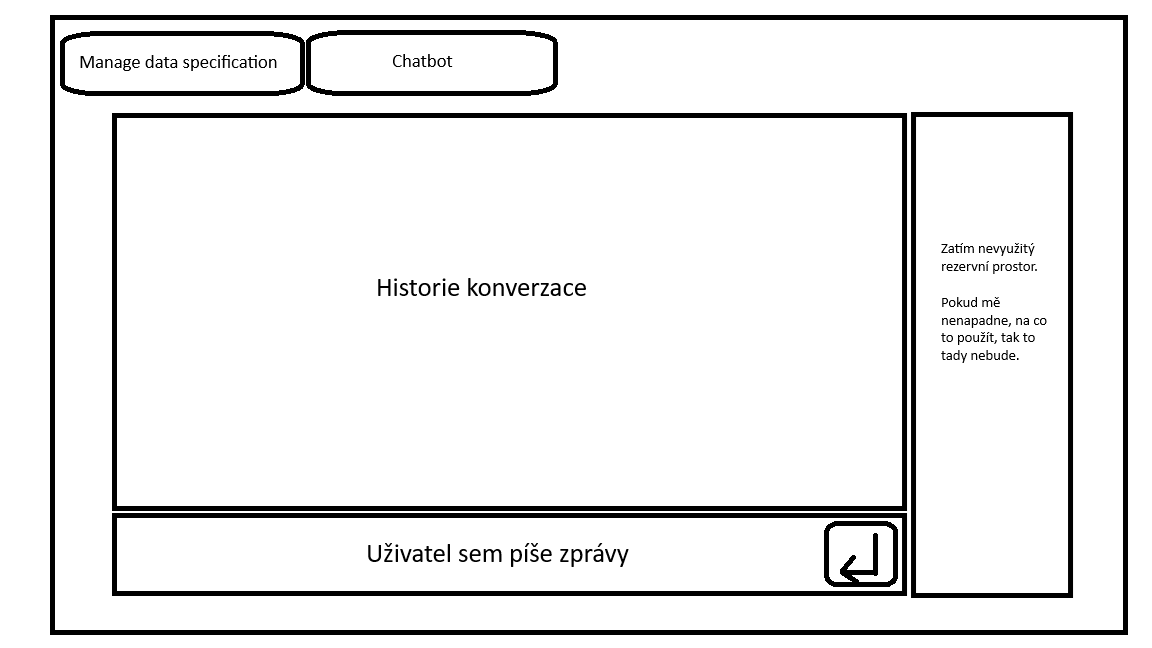 Manage data specification
Chatbot
Historie konverzace
Zatím nevyužitý
rezervní prostor.
Pokud mě
nenapadne, na co
to použít, tak to
tady nebude.
Uživatel sem píše zprávy